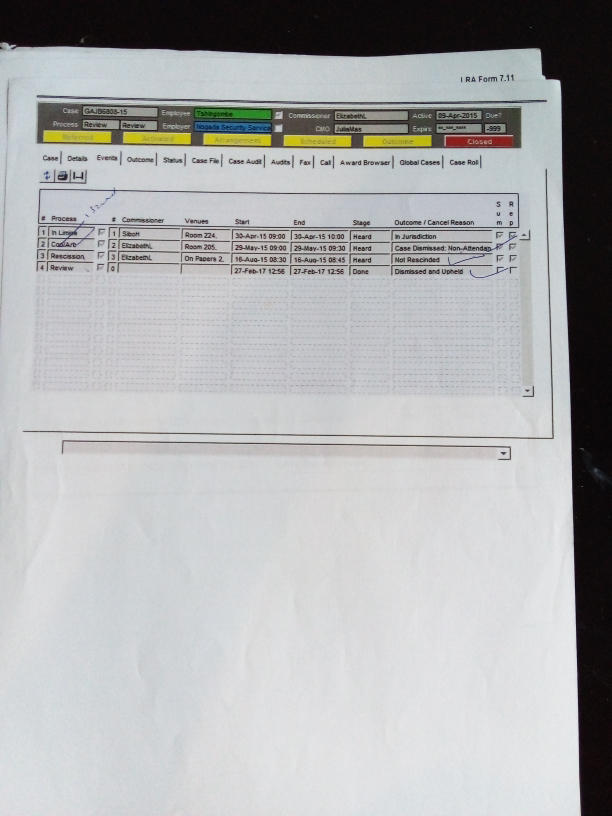 LRA Form 7.11
Case GAJB6808-15 Employee Tshingombe Commissioner ElizabethL Active 09-Apr-2015 Due?
Process Review Review Employer Nogada Security Service CMO JuliaMas Expiry **-***-**** -999
Referred Activated Arrangement Scheduled Outcome Closed
Case Details Events Outcome Status Case File Case Audit Audits Fax Call Award Browser Global Cases Case Roll
# Process # Commissioner Venues Start End Stage Outcome / Cancel Reason Sum Rep
1 In Limine 1 SiboH Room 224, 30-Apr-15 09:00 30-Apr-15 10:00 Heard In Jurisdiction
2 Con/Arb 2 ElizabethL Room 205, 29-May-15 09:00 29-May-15 09:30 Heard Case Dismissed: Non-Attendan
3 Rescission 3 ElizabethL On Papers 2, 16-Aug-15 08:30 16-Aug-15 08:45 Heard Not Rescinded
4 Review 0 27-Feb-17 12:56 27-Feb-17 12:56 Done Dismissed and Upheld